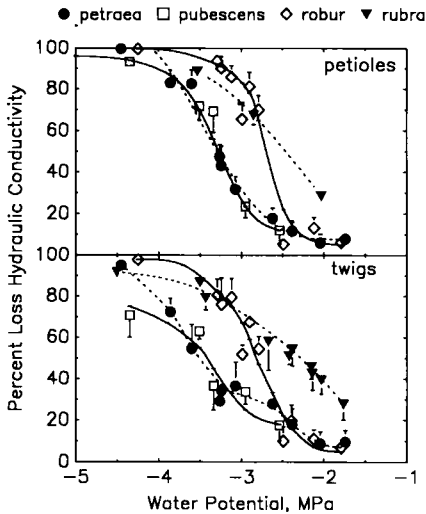 petraea pubescens robur rubra
100
petioles
80
60
40
20
100
twigs
80
60
40
20
0
-5 -4 -3 -2 -1
Percent Loss Hydraulic Conductivity
Water Potential, MPa